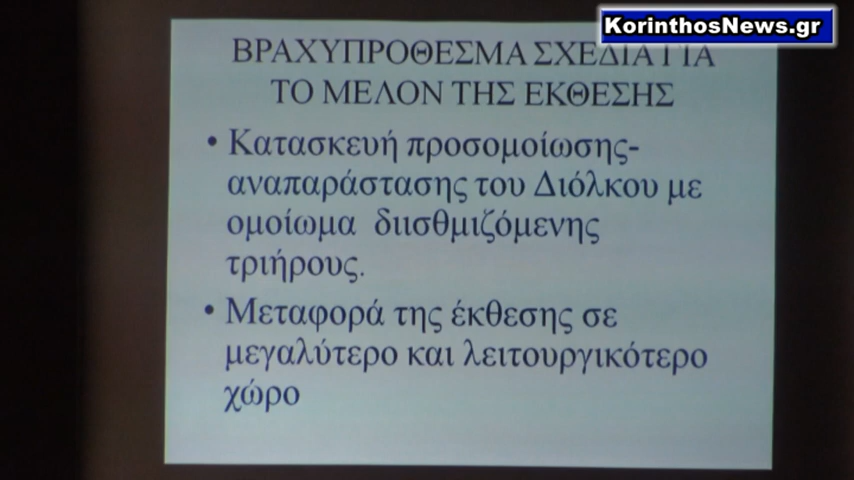 KorinthosNews.gr
ΒΡΑΧΥΠΡΟΘΕΣΜΑ ΣΧΕΔΙΑ ΓΙΑ
ΤΟ ΜΕΛΟΝ ΤΗΣ ΕΚΘΕΣΗΣ
• Κατασκευή προσομοίωσης-
αναπαράστασης του Διόλκου με
ομοίωμα διισθμιζόμενης
τριήρους.
• Μεταφορά της έκθεσης σε
μεγαλύτερο και λειτουργικότερο
χώρο